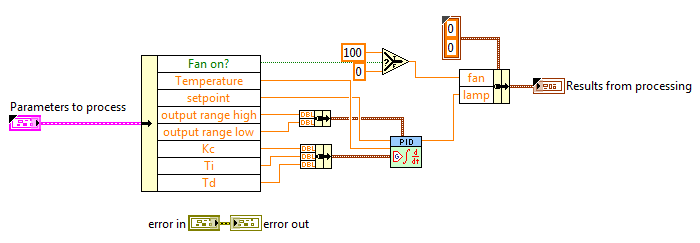 100
0
T
F
?
0
0
Fan on?
Temperature
setpoint
output range high
output range low
Kc
Ti
Td
Parameters to process
DBL
DBL
DBL
DBL
DBL
PID
G ∫ d/dt
fan
lamp
Results from processing
error in
error out